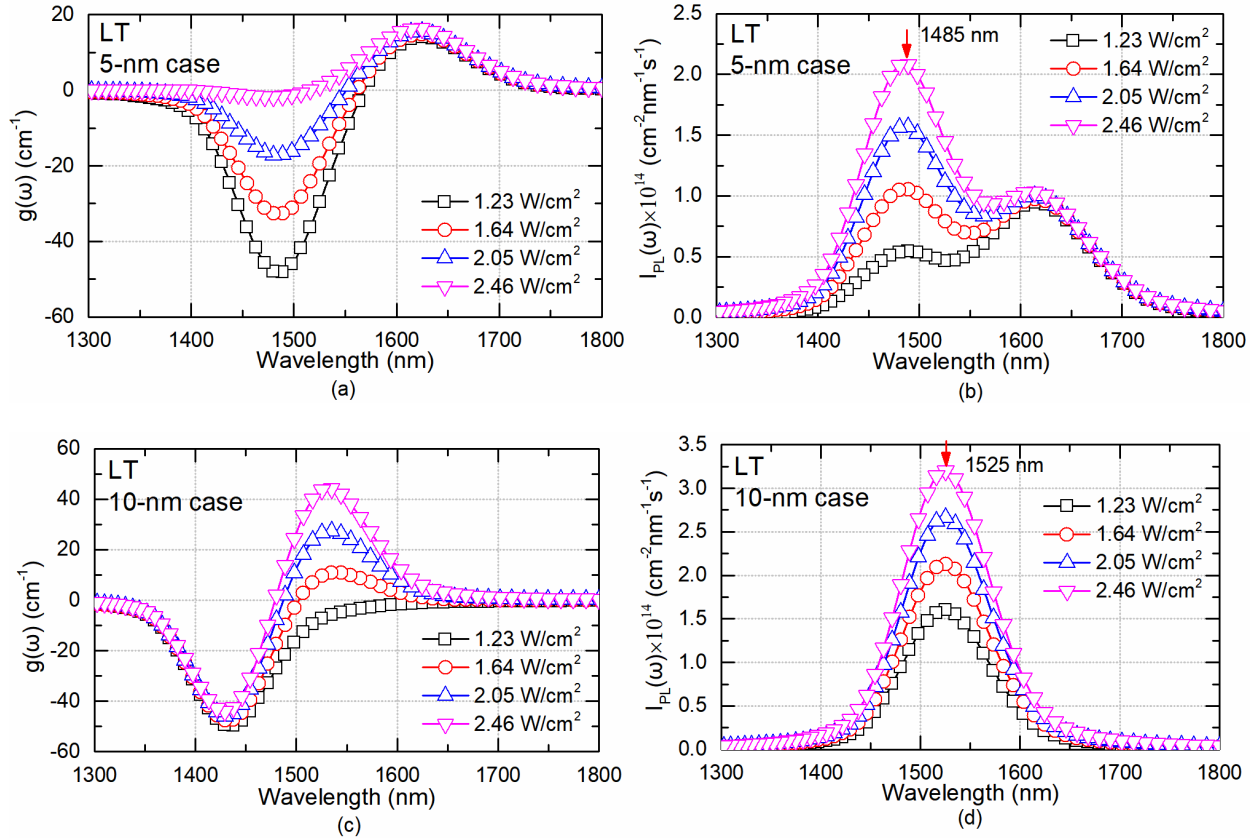 LT
5-nm case
g(ω) (cm⁻¹)
20
0
-20
-40
-60
1.23 W/cm²
1.64 W/cm²
2.05 W/cm²
2.46 W/cm²
1300 1400 1500 1600 1700 1800
Wavelength (nm)
(a)
LT
5-nm case
1485 nm
I_PL(ω)×10¹⁴ (cm⁻²nm⁻¹s⁻¹)
2.5
2.0
1.5
1.0
0.5
0.0
1.23 W/cm²
1.64 W/cm²
2.05 W/cm²
2.46 W/cm²
1300 1400 1500 1600 1700 1800
Wavelength (nm)
(b)
LT
10-nm case
g(ω) (cm⁻¹)
60
40
20
0
-20
-40
-60
1.23 W/cm²
1.64 W/cm²
2.05 W/cm²
2.46 W/cm²
1300 1400 1500 1600 1700 1800
Wavelength (nm)
(c)
LT
10-nm case
1525 nm
I_PL(ω)×10¹⁴ (cm⁻²nm⁻¹s⁻¹)
3.5
3.0
2.5
2.0
1.5
1.0
0.5
0.0
1.23 W/cm²
1.64 W/cm²
2.05 W/cm²
2.46 W/cm²
1300 1400 1500 1600 1700 1800
Wavelength (nm)
(d)